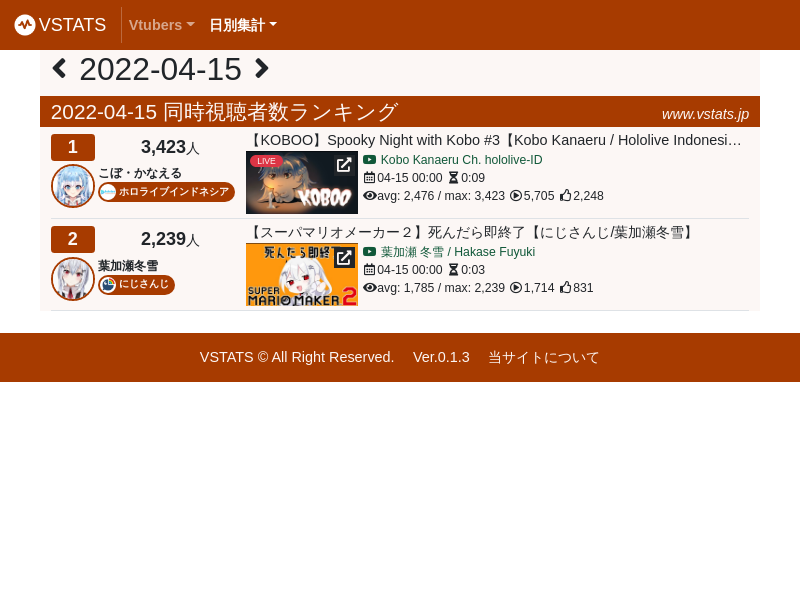 VSTATS Vtubers 日別集計
2022-04-15
2022-04-15 同時視聴者数ランキング www.vstats.jp
1 3,423人
こぼ・かなえる
ホロライブインドネシア
【KOBOO】Spooky Night with Kobo #3【Kobo Kanaeru / Hololive Indonesi…
LIVE
KOBOO
Kobo Kanaeru Ch. hololive-ID
04-15 00:00 0:09
avg: 2,476 / max: 3,423 5,705 2,248
2 2,239人
葉加瀬冬雪
にじさんじ
【スーパマリオメーカー２】死んだら即終了【にじさんじ/葉加瀬冬雪】
死んだら即終了
SUPER
MARIO MAKER 2
葉加瀬 冬雪 / Hakase Fuyuki
04-15 00:00 0:03
avg: 1,785 / max: 2,239 1,714 831
VSTATS © All Right Reserved. Ver.0.1.3 当サイトについて